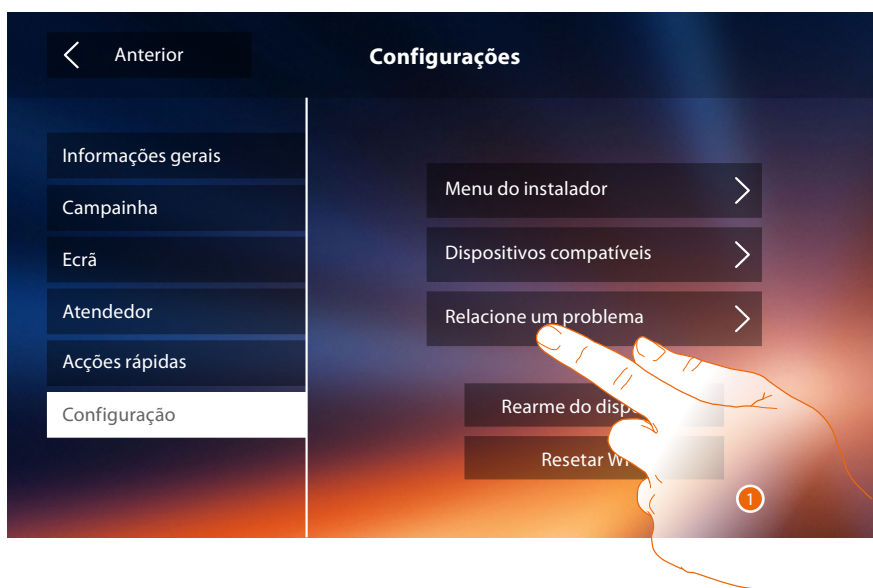 Anterior
Configurações
Informações gerais
Campainha
Ecrã
Atendedor
Acções rápidas
Configuração
Menu do instalador
Dispositivos compatíveis
Relacione um problema
Rearme do
Resetar
1